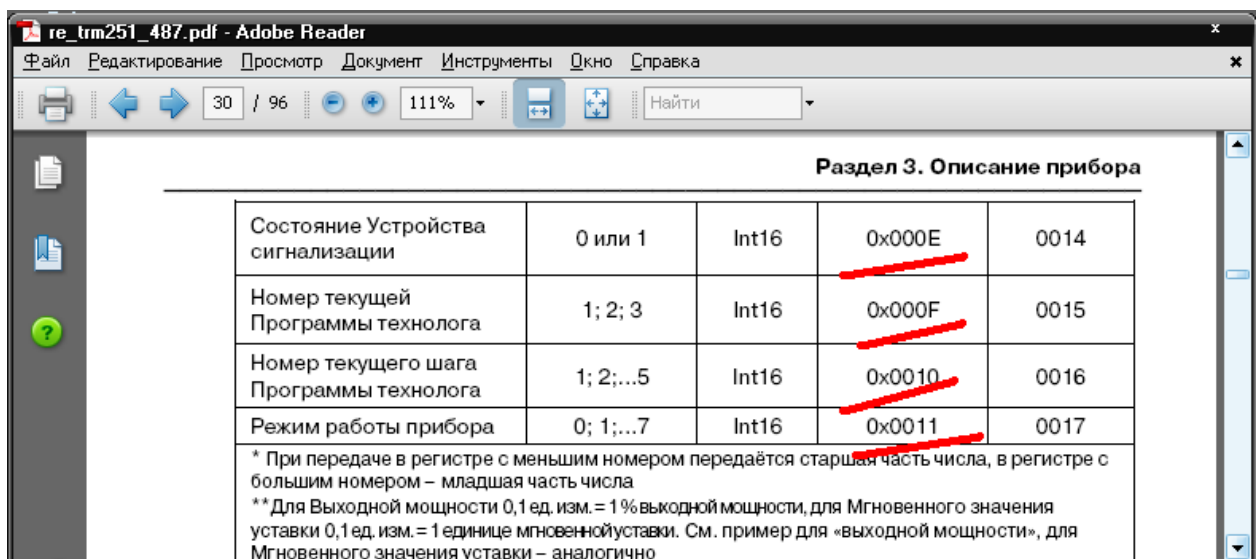 re_trm251_487.pdf - Adobe Reader
Файл Редактирование Просмотр Документ Инструменты Окно Справка
30 / 96 111% Найти
Раздел 3. Описание прибора
Состояние Устройства сигнализации 0 или 1 Int16 0x000E 0014
Номер текущей Программы технолога 1; 2; 3 Int16 0x000F 0015
Номер текущего шага Программы технолога 1; 2;...5 Int16 0x0010 0016
Режим работы прибора 0; 1;...7 Int16 0x0011 0017
* При передаче в регистре с меньшим номером передаётся старшая часть числа, в регистре с
большим номером – младшая часть числа
**Для Выходной мощности 0,1 ед. изм. = 1% выходной мощности, для Мгновенного значения
уставки 0,1 ед. изм. = 1 единице мгновенной уставки. См. пример для «выходной мощности», для
Мгновенного значения уставки – аналогично